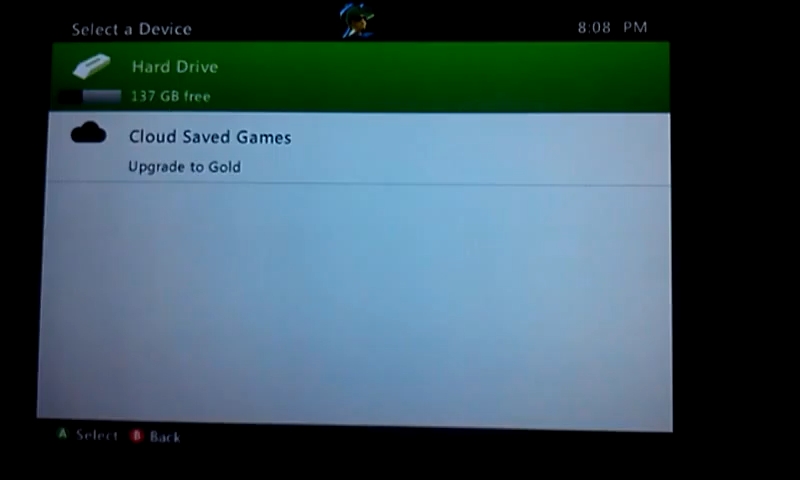 Select a Device
8:08 PM
Hard Drive
137 GB free
Cloud Saved Games
Upgrade to Gold
A Select B Back